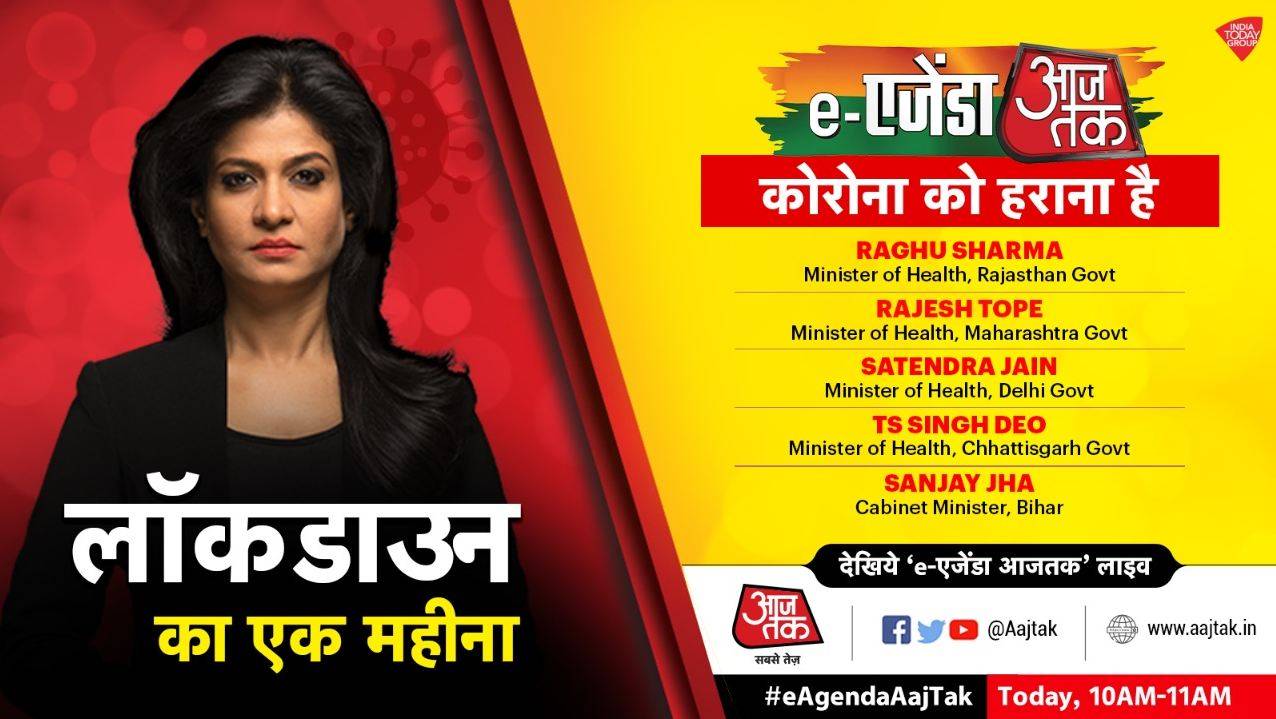 INDIA
TODAY
GROUP
e-एजेंडा
आज
तक
कोरोना को हराना है
RAGHU SHARMA
Minister of Health, Rajasthan Govt
RAJESH TOPE
Minister of Health, Maharashtra Govt
SATENDRA JAIN
Minister of Health, Delhi Govt
TS SINGH DEO
Minister of Health, Chhattisgarh Govt
SANJAY JHA
Cabinet Minister, Bihar
लॉकडाउन
का एक महीना
देखिये ‘e-एजेंडा आजतक’ लाइव
आज
तक
सबसे तेज़
@Aajtak
www.aajtak.in
#eAgendaAajTak Today, 10AM-11AM